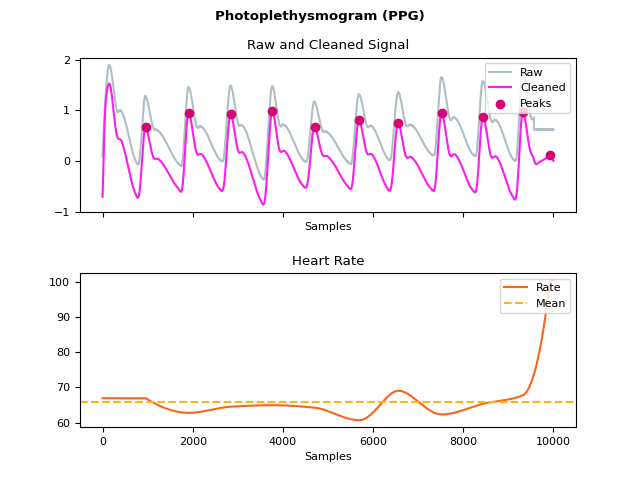 Photoplethysmogram (PPG)
Raw and Cleaned Signal
2
1
0
−1
Raw
Cleaned
Peaks
Samples
Heart Rate
100
90
80
70
60
Rate
Mean
0 2000 4000 6000 8000 10000
Samples